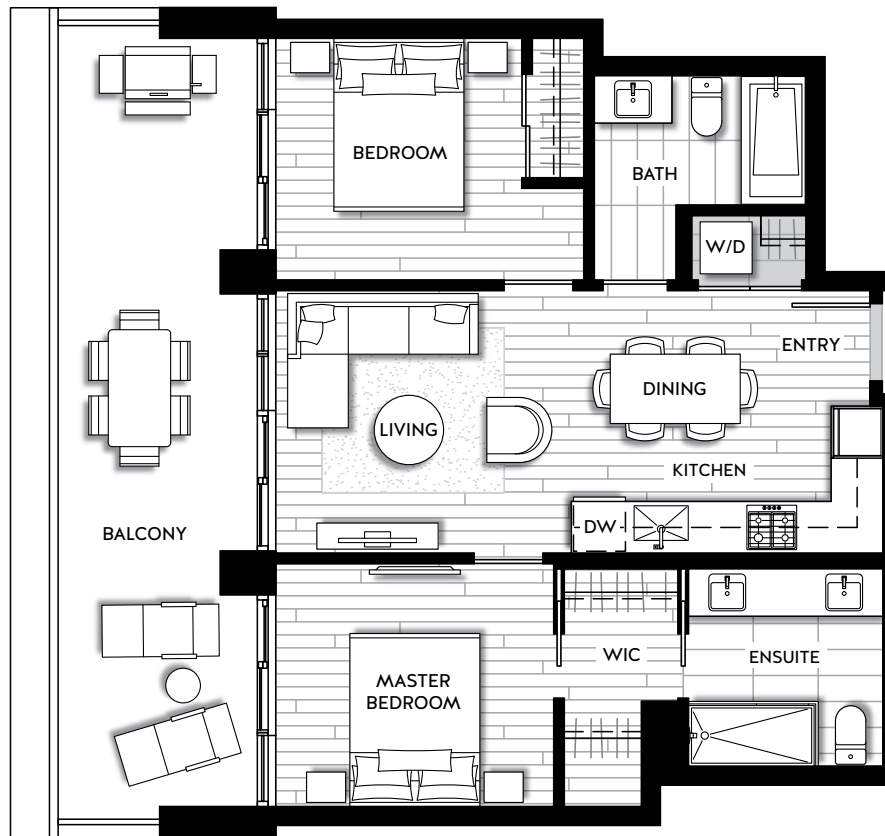 BEDROOM
BATH
W/D
ENTRY
DINING
LIVING
KITCHEN
DW
BALCONY
WIC
ENSUITE
MASTER
BEDROOM